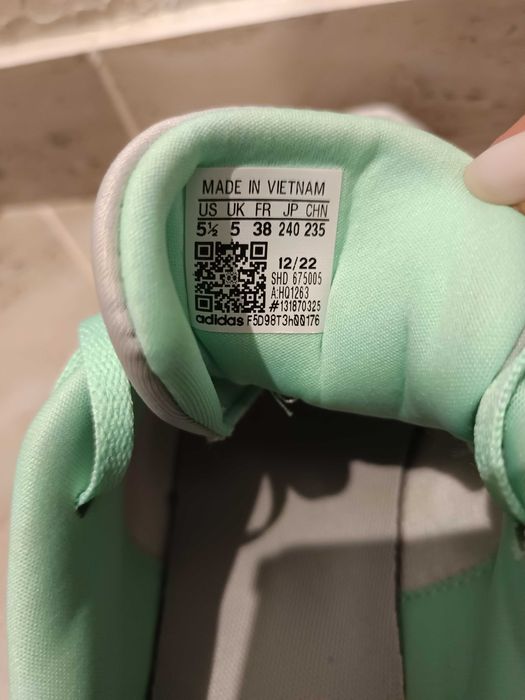 MADE IN VIETNAM
US UK FR JP CHN
5½ 5 38 240 235
12/22
SHD 675005
A:HQ1263
#131870325
adidas F5D98T3h00176